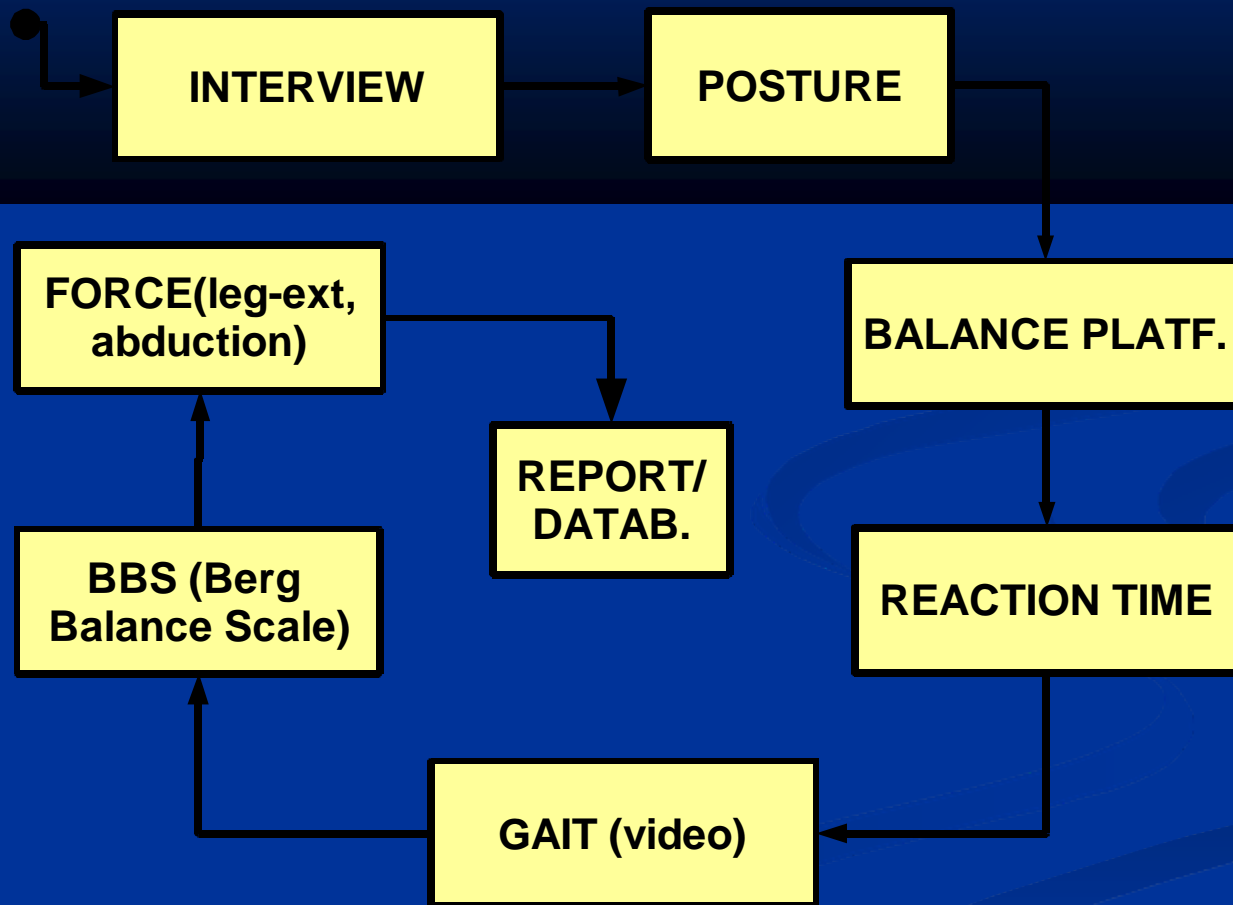 INTERVIEW
POSTURE
FORCE(leg-ext,
abduction)
BALANCE PLATF.
REPORT/
DATAB.
BBS (Berg
Balance Scale)
REACTION TIME
GAIT (video)